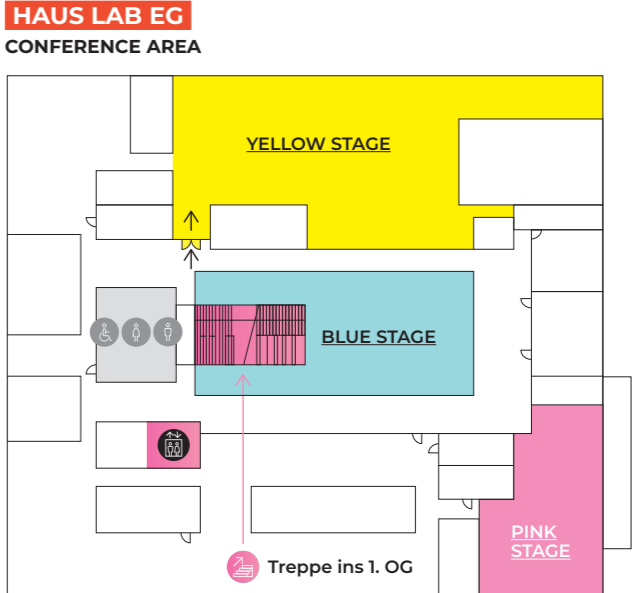 HAUS LAB EG
CONFERENCE AREA
YELLOW STAGE
BLUE STAGE
PINK
STAGE
Treppe ins 1. OG